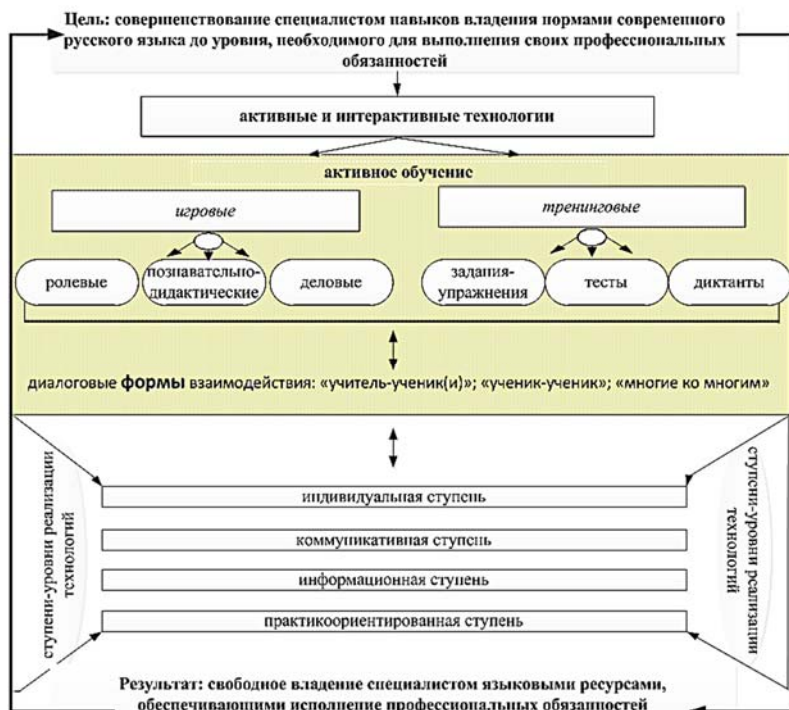 Цель: совершенствование специалистом навыков владения нормами современного
русского языка до уровня, необходимого для выполнения своих профессиональных
обязанностей
активные и интерактивные технологии
активное обучение
игровые
тренинговые
ролевые
познавательно-
дидактические
деловые
задания-
упражнения
тесты
диктанты
диалоговые формы взаимодействия: «учитель-ученик(и)»; «ученик-ученик»; «многие ко многим»
ступени-уровни реализации
технологий
индивидуальная ступень
коммуникативная ступень
информационная ступень
практикоориентированная ступень
ступени-уровни реализации
технологий
Результат: свободное владение специалистом языковыми ресурсами,
обеспечивающими исполнение профессиональных обязанностей